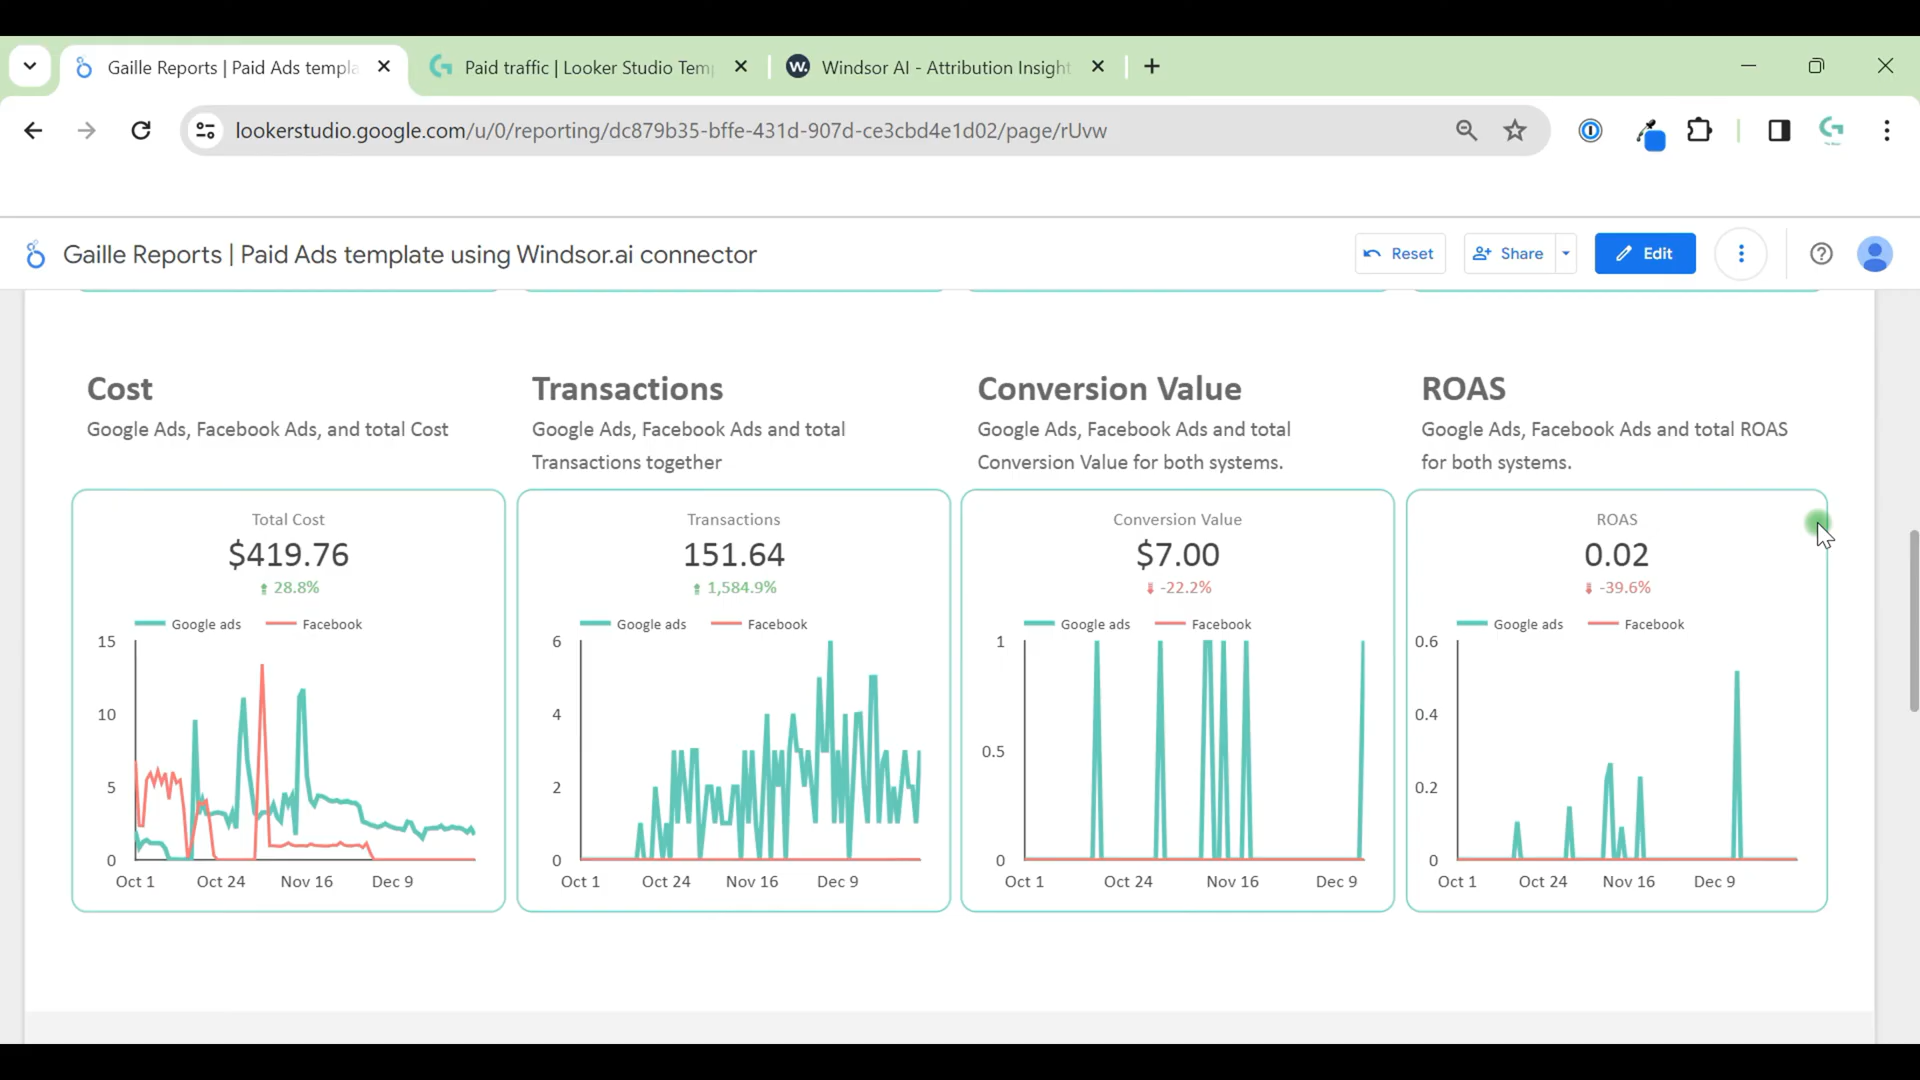 Gaille Reports | Paid Ads templa
Paid traffic | Looker Studio Tem
Windsor AI - Attribution Insight
lookerstudio.google.com/u/0/reporting/dc879b35-bffe-431d-907d-ce3cbd4e1d02/page/rUvw
Gaille Reports | Paid Ads template using Windsor.ai connector
Reset
Share
Edit
Cost
Google Ads, Facebook Ads, and total Cost
Transactions
Google Ads, Facebook Ads and total
Transactions together
Conversion Value
Google Ads, Facebook Ads and total
Conversion Value for both systems.
ROAS
Google Ads, Facebook Ads and total ROAS
for both systems.
Total Cost
$419.76
28.8%
Google ads
Facebook
15
10
5
0
Oct 1
Oct 24
Nov 16
Dec 9
Transactions
151.64
1,584.9%
Google ads
Facebook
6
4
2
0
Oct 1
Oct 24
Nov 16
Dec 9
Conversion Value
$7.00
-22.2%
Google ads
Facebook
1
0.5
0
Oct 1
Oct 24
Nov 16
Dec 9
ROAS
0.02
-39.6%
Google ads
Facebook
0.6
0.4
0.2
0
Oct 1
Oct 24
Nov 16
Dec 9